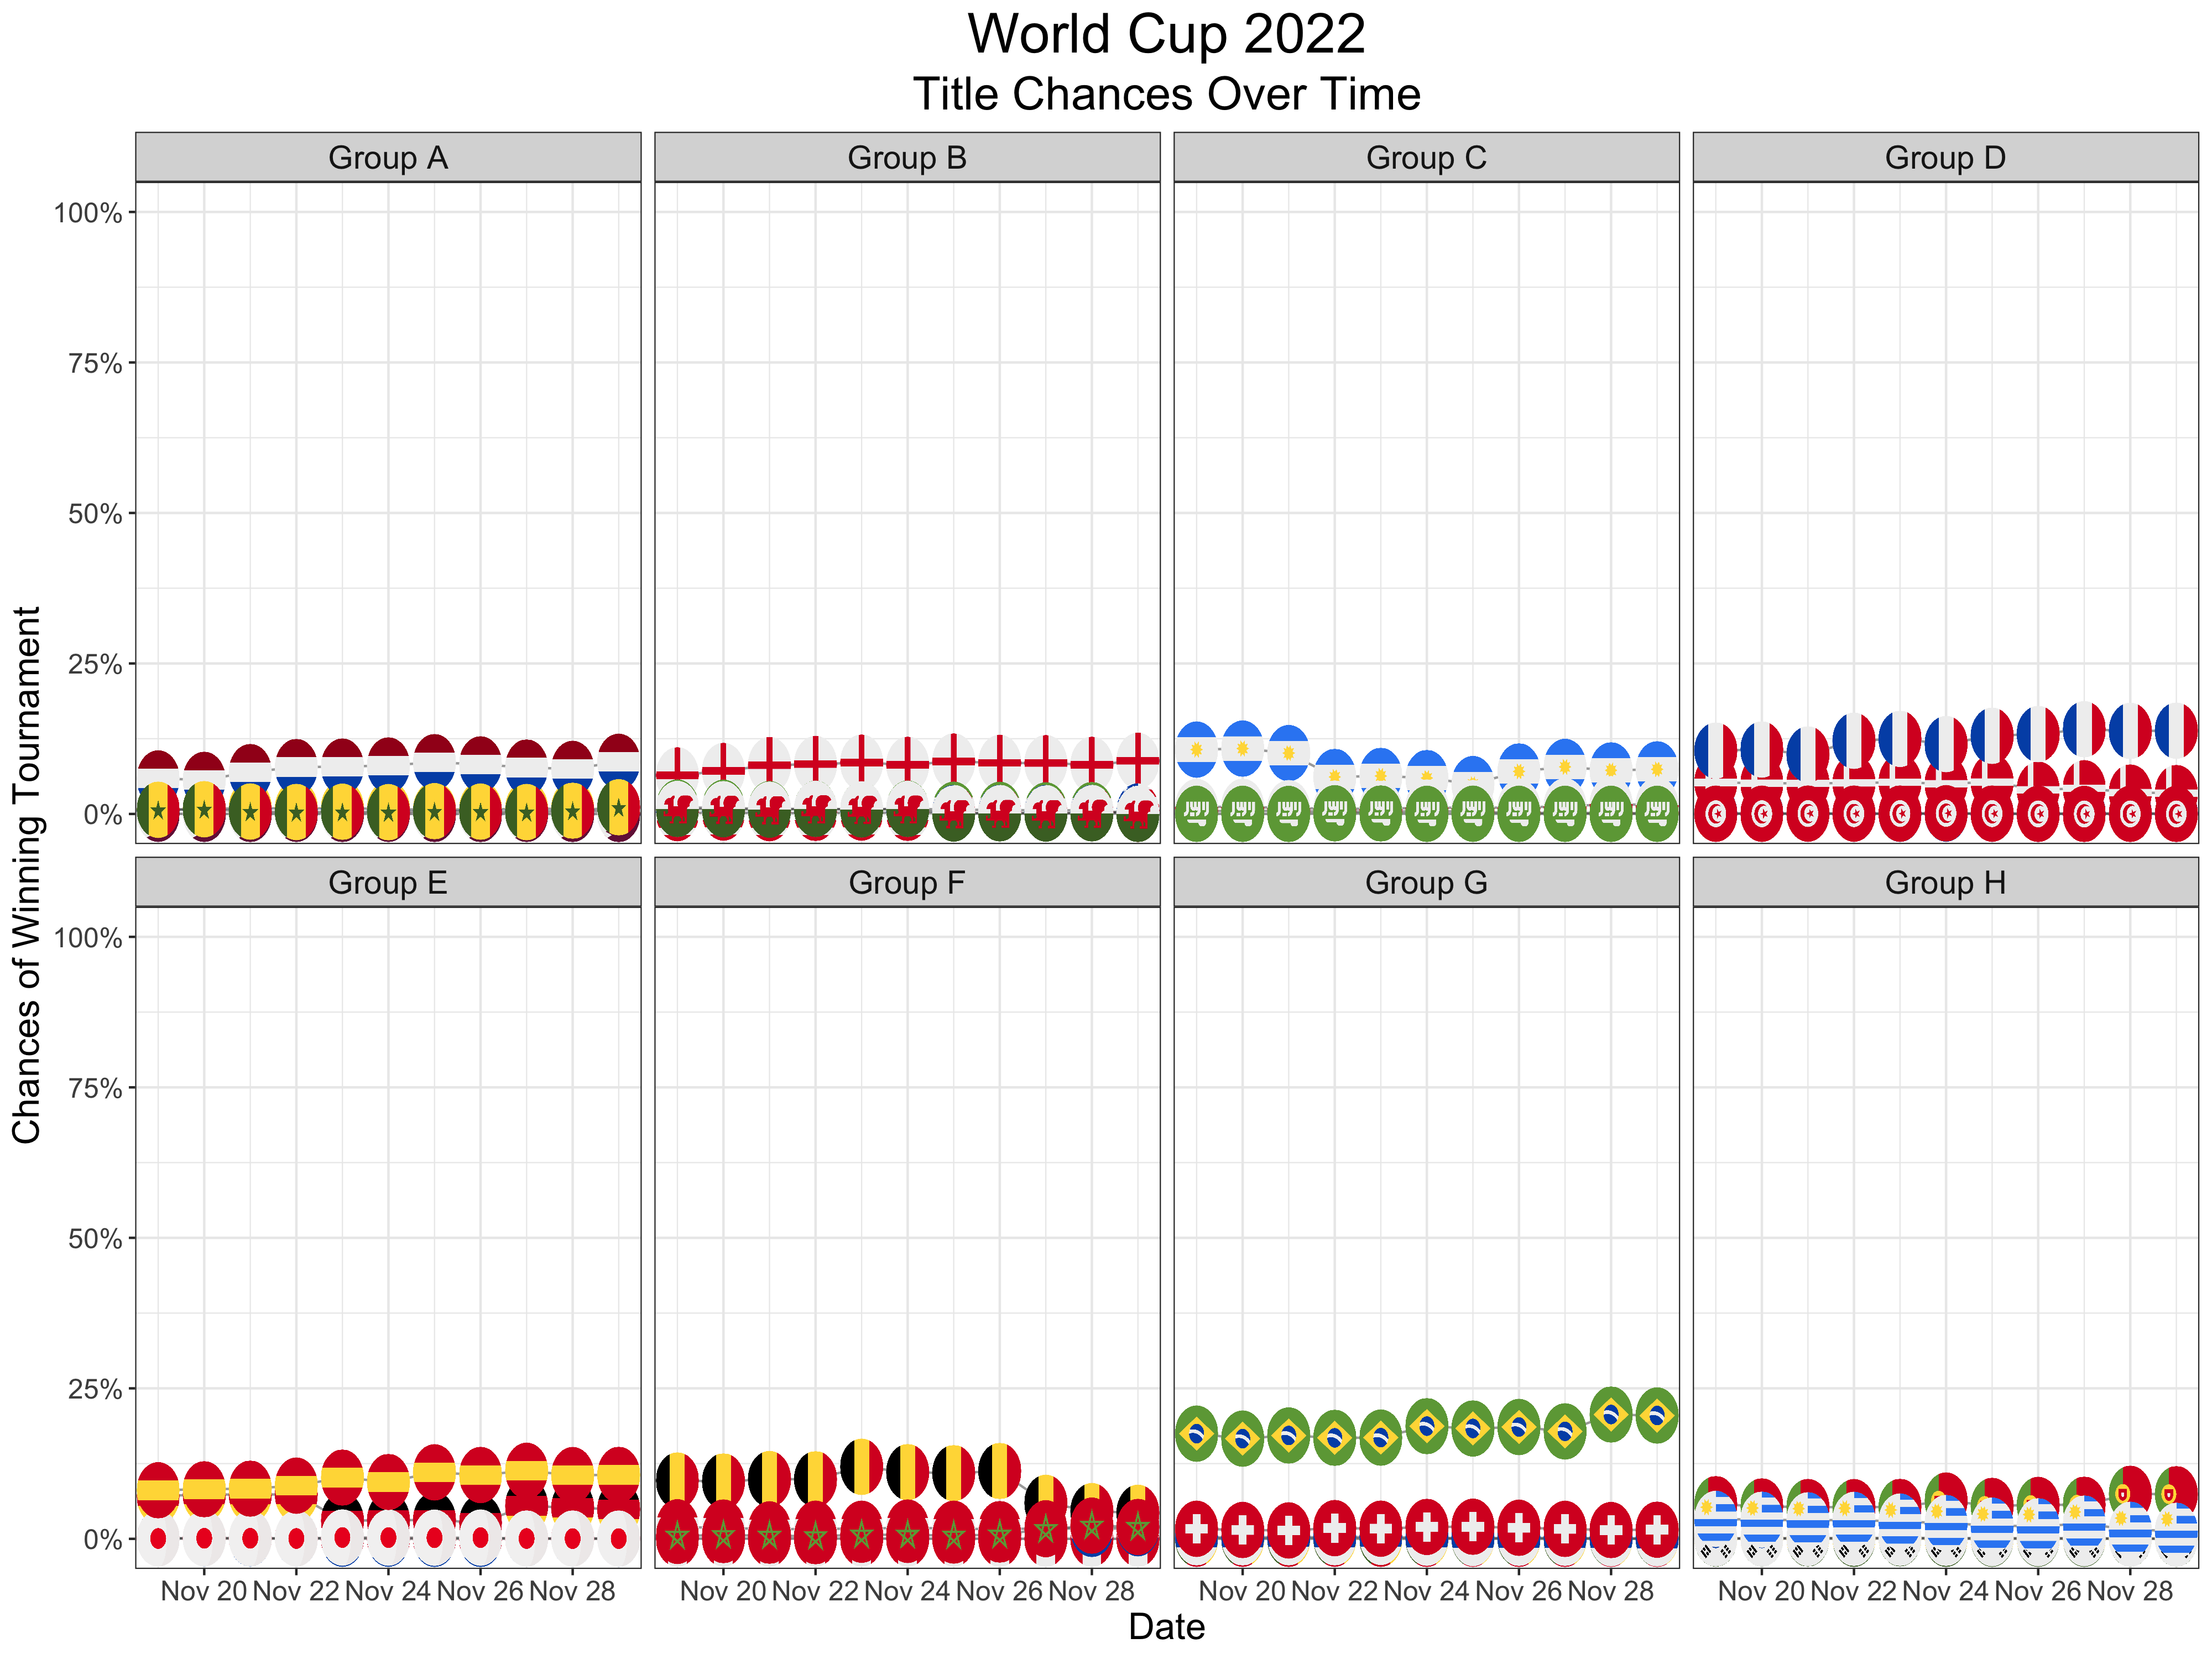 World Cup 2022
Title Chances Over Time
Group A
Group B
Group C
Group D
100%
75%
50%
25%
0%
Group E
Group F
Group G
Group H
100%
75%
50%
25%
0%
Nov 20 Nov 22 Nov 24 Nov 26 Nov 28
Nov 20 Nov 22 Nov 24 Nov 26 Nov 28
Nov 20 Nov 22 Nov 24 Nov 26 Nov 28
Nov 20 Nov 22 Nov 24 Nov 26 Nov 28
Date
Chances of Winning Tournament